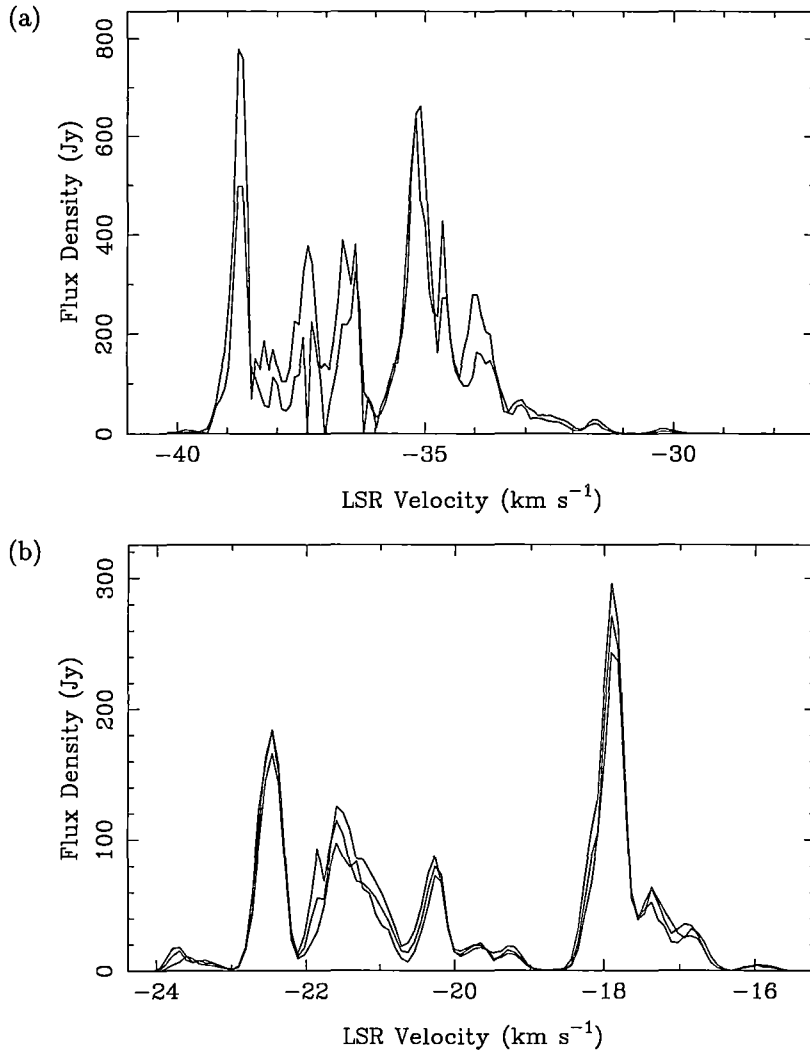 (a)
800
600
400
200
0
Flux Density (Jy)
−40 −35 −30
LSR Velocity (km s⁻¹)
(b)
300
200
100
0
Flux Density (Jy)
−24 −22 −20 −18 −16
LSR Velocity (km s⁻¹)